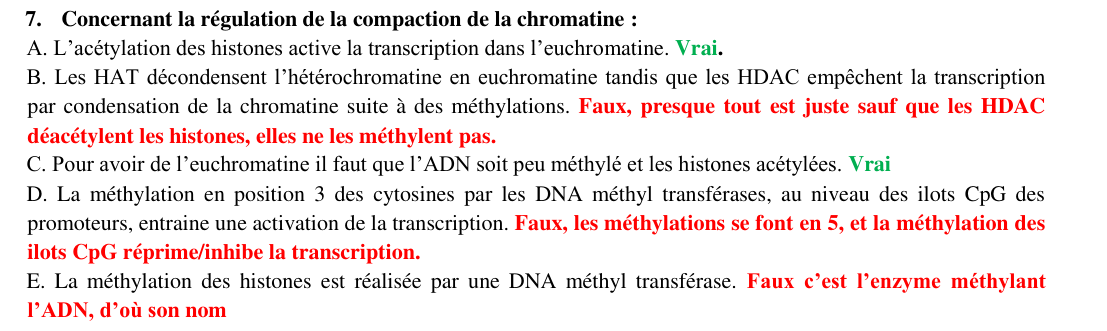 7. Concernant la régulation de la compaction de la chromatine :
A. L’acétylation des histones active la transcription dans l’euchromatine. Vrai.
B. Les HAT décondensent l’hétérochromatine en euchromatine tandis que les HDAC empêchent la transcription
par condensation de la chromatine suite à des méthylations. Faux, presque tout est juste sauf que les HDAC
déacétylent les histones, elles ne les méthylent pas.
C. Pour avoir de l’euchromatine il faut que l’ADN soit peu méthylé et les histones acétylées. Vrai
D. La méthylation en position 3 des cytosines par les DNA méthyl transférases, au niveau des ilots CpG des
promoteurs, entraine une activation de la transcription. Faux, les méthylations se font en 5, et la méthylation des
ilots CpG réprime/inhibe la transcription.
E. La méthylation des histones est réalisée par une DNA méthyl transférase. Faux c’est l’enzyme méthylant
l’ADN, d’où son nom